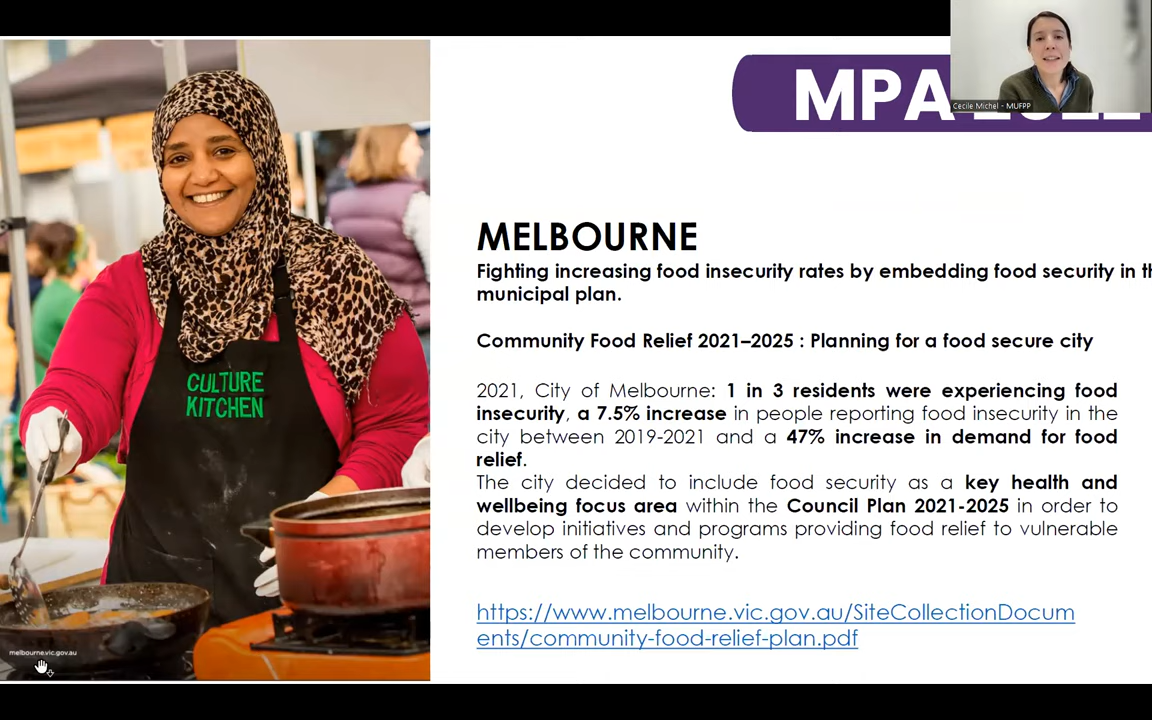 MPA
Cecile Michel - MUFPP
MELBOURNE
Fighting increasing food insecurity rates by embedding food security in th
municipal plan.
Community Food Relief 2021–2025 : Planning for a food secure city
2021, City of Melbourne: 1 in 3 residents were experiencing food
insecurity, a 7.5% increase in people reporting food insecurity in the
city between 2019-2021 and a 47% increase in demand for food
relief.
The city decided to include food security as a key health and
wellbeing focus area within the Council Plan 2021-2025 in order to
develop initiatives and programs providing food relief to vulnerable
members of the community.
https://www.melbourne.vic.gov.au/SiteCollectionDocum
ents/community-food-relief-plan.pdf
CULTURE
KITCHEN
melbourne.vic.gov.au